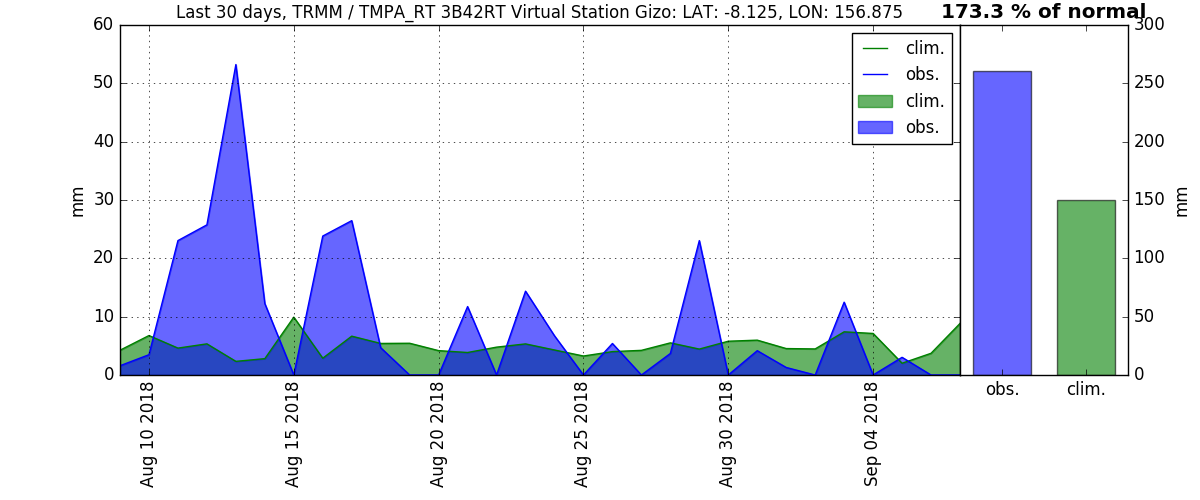 Last 30 days, TRMM / TMPA_RT 3B42RT Virtual Station Gizo: LAT: -8.125, LON: 156.875
173.3 % of normal
60
50
40
30
20
10
0
mm
clim.
obs.
clim.
obs.
Aug 10 2018
Aug 15 2018
Aug 20 2018
Aug 25 2018
Aug 30 2018
Sep 04 2018
300
250
200
150
100
50
0
mm
obs.
clim.